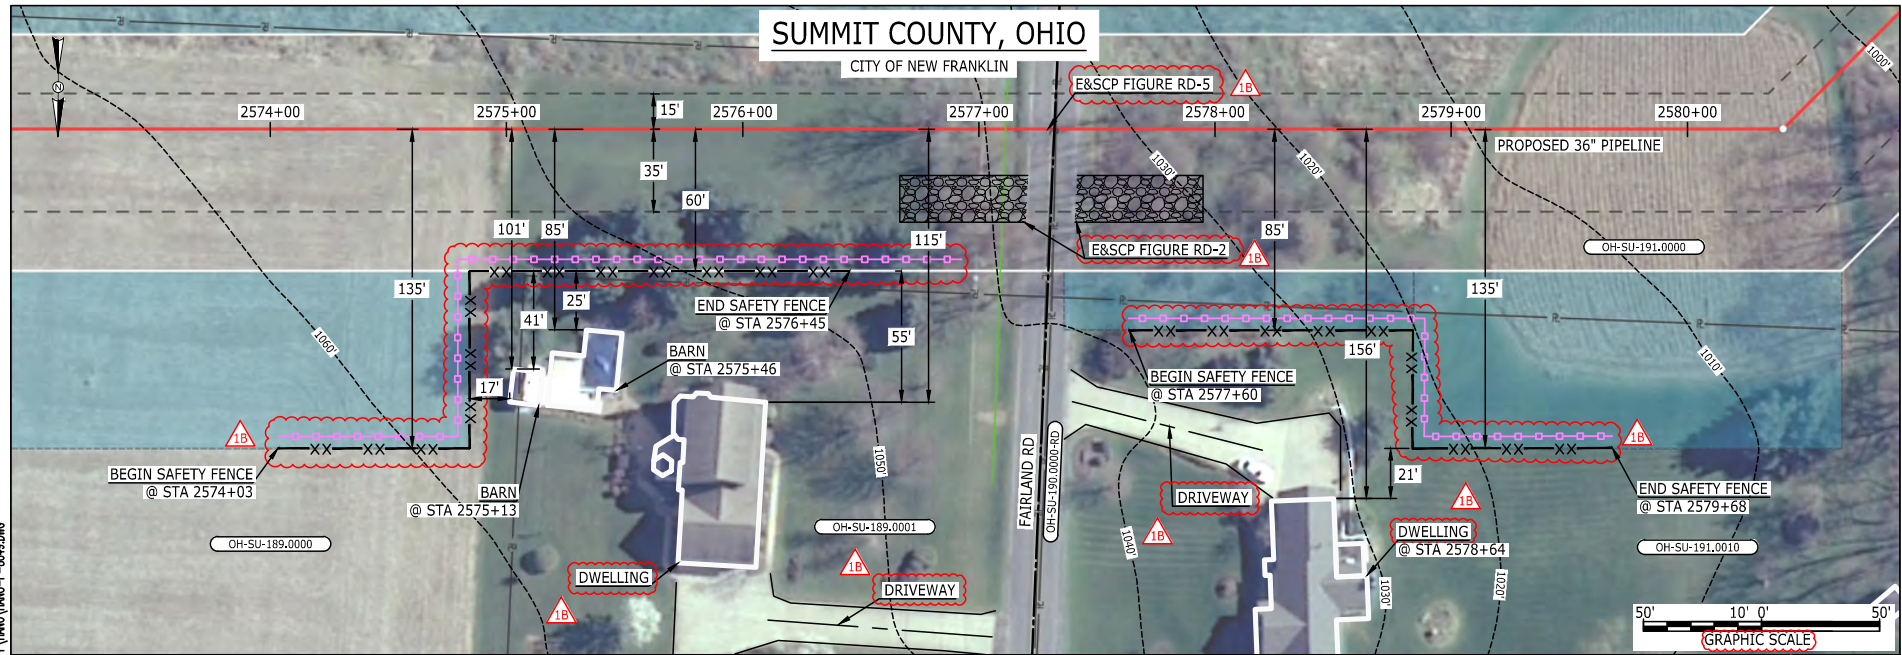 SUMMIT COUNTY, OHIO
CITY OF NEW FRANKLIN
N
2574+00
2575+00
2576+00
2577+00
2578+00
2579+00
2580+00
15'
35'
60'
101'
85'
115'
135'
E&SCP FIGURE RD-5
1B
1000'
PROPOSED 36" PIPELINE
1030'
1020'
85'
E&SCP FIGURE RD-2
1B
OH-SU-191.0000
135'
1060'
41'
25'
17'
END SAFETY FENCE
@ STA 2576+45
55'
BARN
@ STA 2575+46
156'
BEGIN SAFETY FENCE
@ STA 2577+60
1010'
1B
BEGIN SAFETY FENCE
@ STA 2574+03
BARN
@ STA 2575+13
1050'
FAIRLAND RD
OH-SU-190.0000-RD
21'
1B
END SAFETY FENCE
@ STA 2579+68
DRIVEWAY
1B
1B
OH-SU-189.0000
OH-SU-189.0001
1040'
DWELLING
@ STA 2578+64
OH-SU-191.0010
DWELLING
1B
1B
DRIVEWAY
1030'
1020'
50'
10'
0'
50'
GRAPHIC SCALE